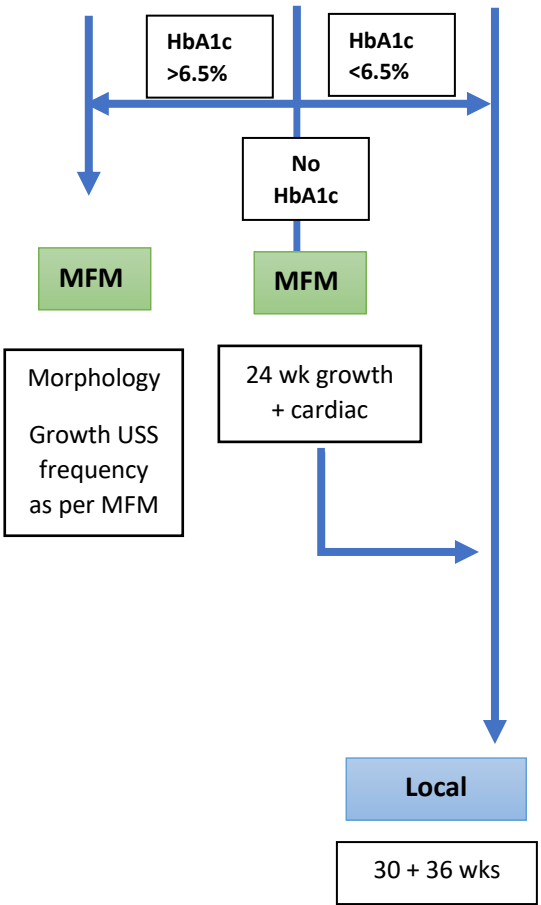 HbA1c
>6.5%
HbA1c
<6.5%
No
HbA1c
MFM
MFM
Morphology
Growth USS
frequency
as per MFM
24 wk growth
+ cardiac
Local
30 + 36 wks